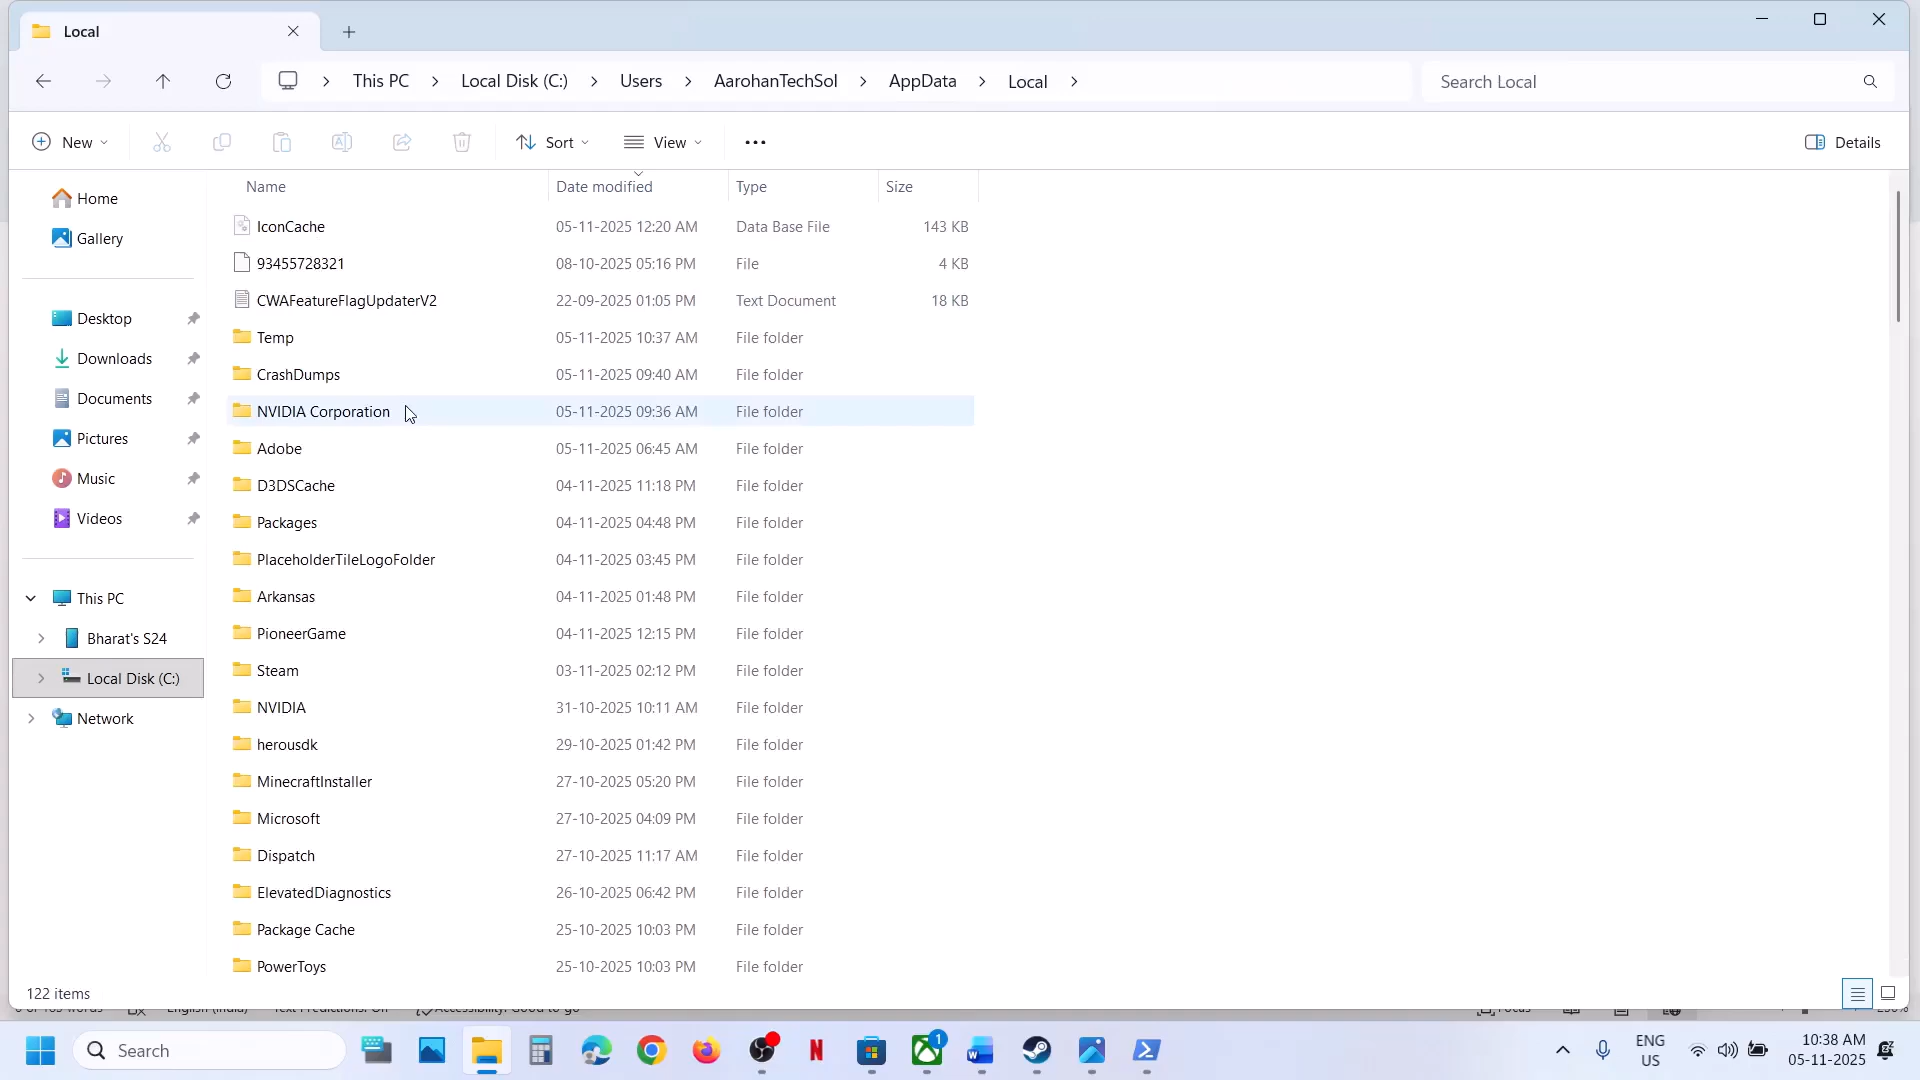 Local
This PC
Local Disk (C:)
Users
AarohanTechSol
AppData
Local
Search Local
New
Sort
View
Details
Name Date modified Type Size
Home
Gallery
Desktop
Downloads
Documents
Pictures
Music
Videos
This PC
Bharat's S24
Local Disk (C:)
Network
IconCache 05-11-2025 12:20 AM Data Base File 143 KB
93455728321 08-10-2025 05:16 PM File 4 KB
CWAFeatureFlagUpdaterV2 22-09-2025 01:05 PM Text Document 18 KB
Temp 05-11-2025 10:37 AM File folder
CrashDumps 05-11-2025 09:40 AM File folder
NVIDIA Corporation 05-11-2025 09:36 AM File folder
Adobe 05-11-2025 06:45 AM File folder
D3DSCache 04-11-2025 11:18 PM File folder
Packages 04-11-2025 04:48 PM File folder
PlaceholderTileLogoFolder 04-11-2025 03:45 PM File folder
Arkansas 04-11-2025 01:48 PM File folder
PioneerGame 04-11-2025 12:15 PM File folder
Steam 03-11-2025 02:12 PM File folder
NVIDIA 31-10-2025 10:11 AM File folder
herousdk 29-10-2025 01:42 PM File folder
MinecraftInstaller 27-10-2025 05:20 PM File folder
Microsoft 27-10-2025 04:09 PM File folder
Dispatch 27-10-2025 11:17 AM File folder
ElevatedDiagnostics 26-10-2025 06:42 PM File folder
Package Cache 25-10-2025 10:03 PM File folder
PowerToys 25-10-2025 10:03 PM File folder
122 items
Search
1
ENG
US
10:38 AM
05-11-2025